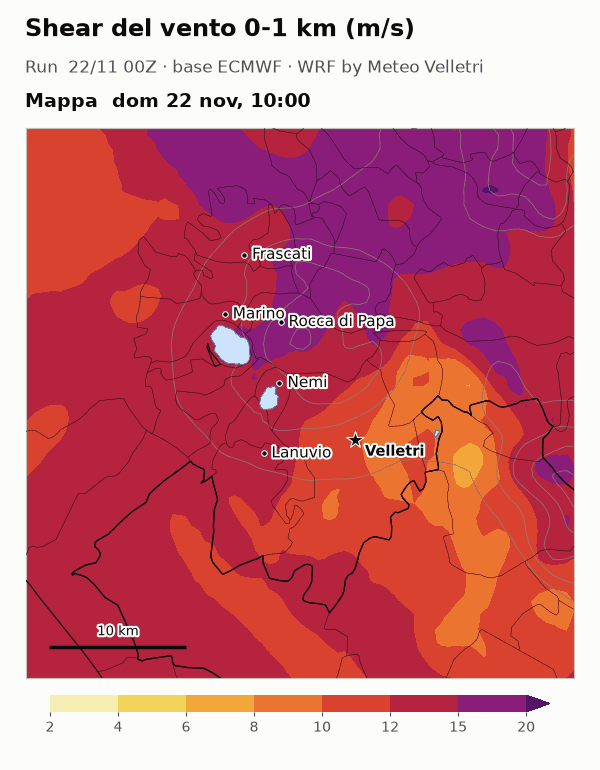 Shear del vento 0-1 km (m/s)
Run 22/11 00Z · base ECMWF · WRF by Meteo Velletri
Mappa dom 22 nov, 10:00
Frascati
Marino
Rocca di Papa
Nemi
Velletri
Lanuvio
10 km
2 4 6 8 10 12 15 20